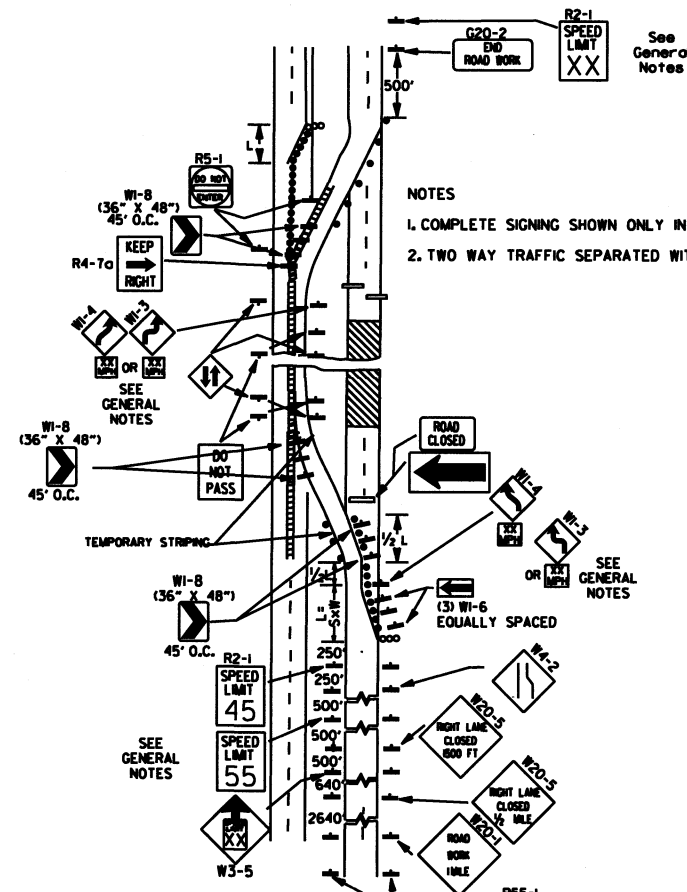 R2-1
SPEED
LIMIT
XX
See
General
Notes
G20-2
END
ROAD WORK
500'
L
R5-1
DO NOT
ENTER
W1-8
(36" X 48")
45' O.C.
KEEP
RIGHT
R4-7a
NOTES
1. COMPLETE SIGNING SHOWN ONLY IN
2. TWO WAY TRAFFIC SEPARATED WIT
W1-4
W1-3
XX
MPH
OR
XX
MPH
SEE
GENERAL
NOTES
W1-8
(36" X 48")
45' O.C.
DO
NOT
PASS
ROAD
CLOSED
W1-4
XX
MPH
W1-3
OR
XX
MPH
SEE
GENERAL
NOTES
TEMPORARY STRIPING
½ L
½ L
L=
SxW
(3) W1-6
EQUALLY SPACED
W1-8
(36" X 48")
45' O.C.
R2-1
SPEED
LIMIT
45
250'
250'
500'
500'
500'
640'
2640'
W4-2
SPEED
LIMIT
55
SEE
GENERAL
NOTES
W20-5
RIGHT LANE
CLOSED
1500 FT
W20-5
RIGHT LANE
CLOSED
½ MILE
XX
W3-5
W20-1
ROAD
WORK
1 MILE
R55-1